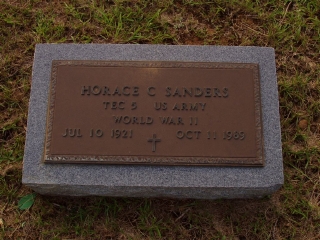 HORACE C SANDERS
TEC 5 US ARMY
WORLD WAR II
JUL 10 1921 OCT 11 1989